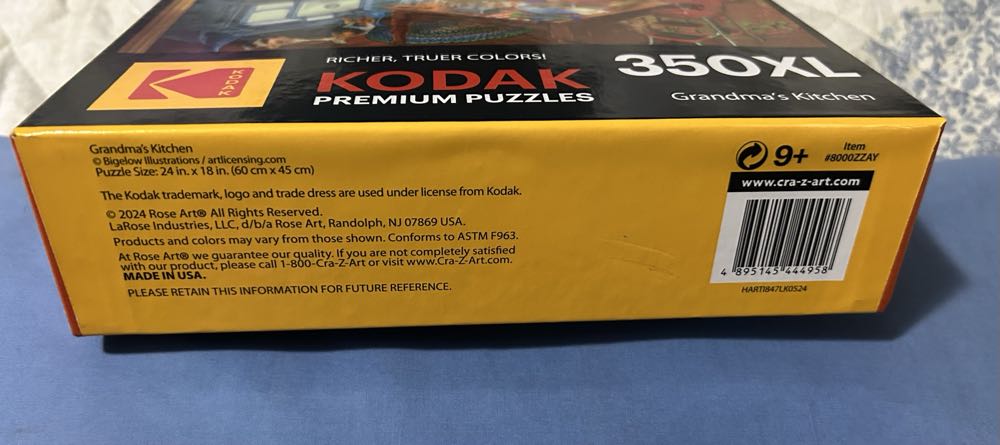 RICHER, TRUER COLORS!
KODAK
KODAK
PREMIUM PUZZLES
350XL
Grandma's Kitchen
Grandma's Kitchen
© Bigelow Illustrations / artlicensing.com
Puzzle Size: 24 in. x 18 in. (60 cm x 45 cm)
The Kodak trademark, logo and trade dress are used under license from Kodak.
© 2024 Rose Art® All Rights Reserved.
LaRose Industries, LLC, d/b/a Rose Art, Randolph, NJ 07869 USA.
Products and colors may vary from those shown. Conforms to ASTM F963.
At Rose Art® we guarantee our quality. If you are not completely satisfied
with our product, please call 1-800-Cra-Z-Art or visit www.Cra-Z-Art.com.
MADE IN USA.
PLEASE RETAIN THIS INFORMATION FOR FUTURE REFERENCE.
9+
Item
#8000ZZAY
www.cra-z-art.com
4 895145 444958
HARTI847LK0524